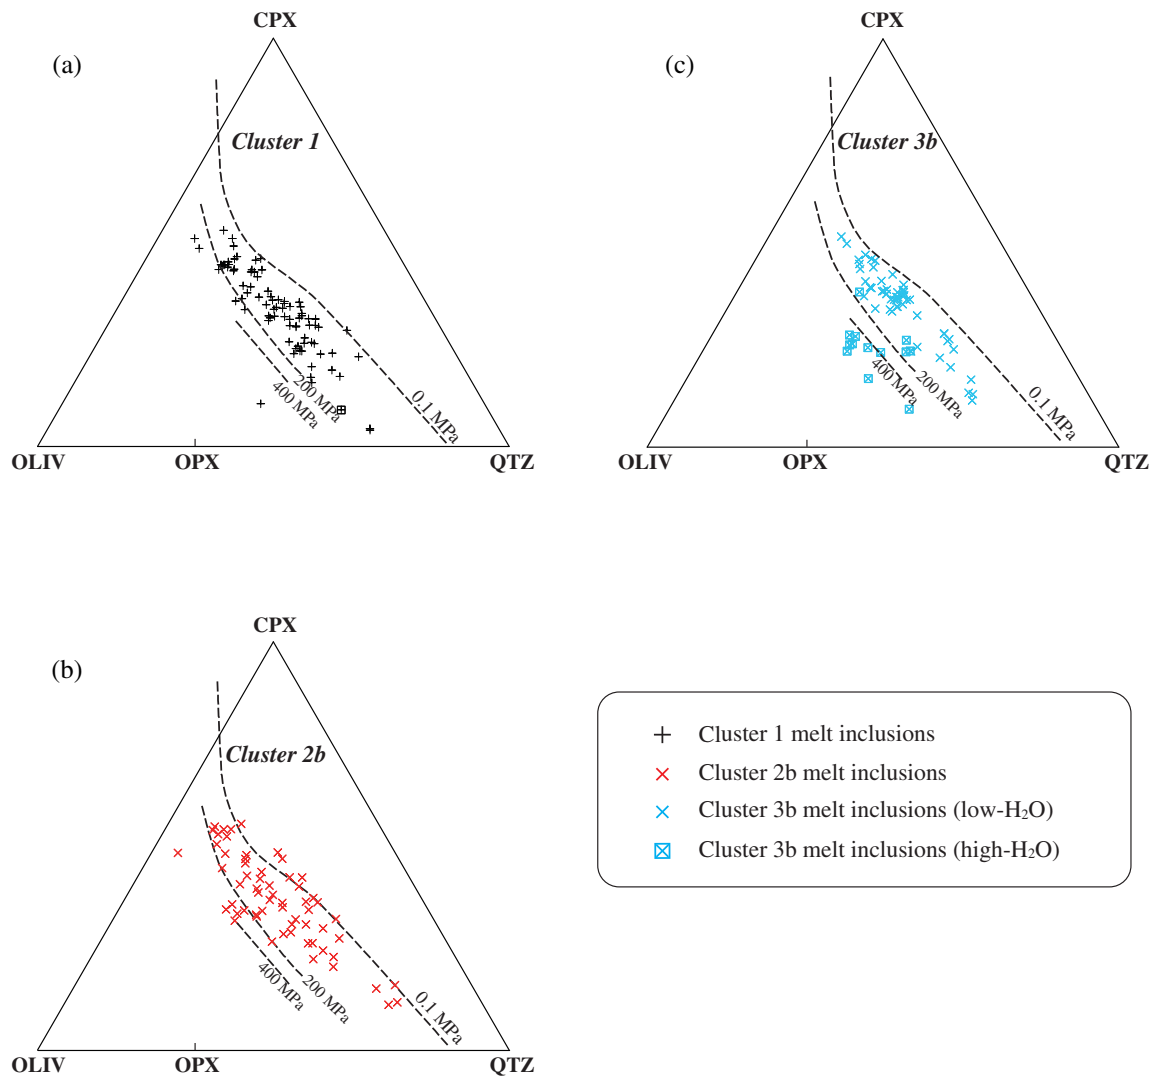 CPX
(a)
Cluster 1
200 MPa
400 MPa
0.1 MPa
OLIV
OPX
QTZ
CPX
(c)
Cluster 3b
400 MPa
200 MPa
0.1 MPa
OLIV
OPX
QTZ
CPX
(b)
Cluster 2b
400 MPa
200 MPa
0.1 MPa
OLIV
OPX
QTZ
Cluster 1 melt inclusions
Cluster 2b melt inclusions
Cluster 3b melt inclusions (low-H₂O)
Cluster 3b melt inclusions (high-H₂O)